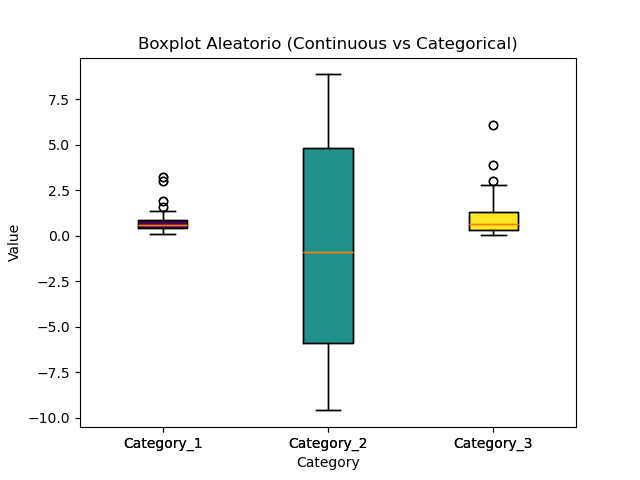 Boxplot Aleatorio (Continuous vs Categorical)
7.5
5.0
2.5
0.0
−2.5
−5.0
−7.5
−10.0
Value
Category_1 Category_2 Category_3
Category